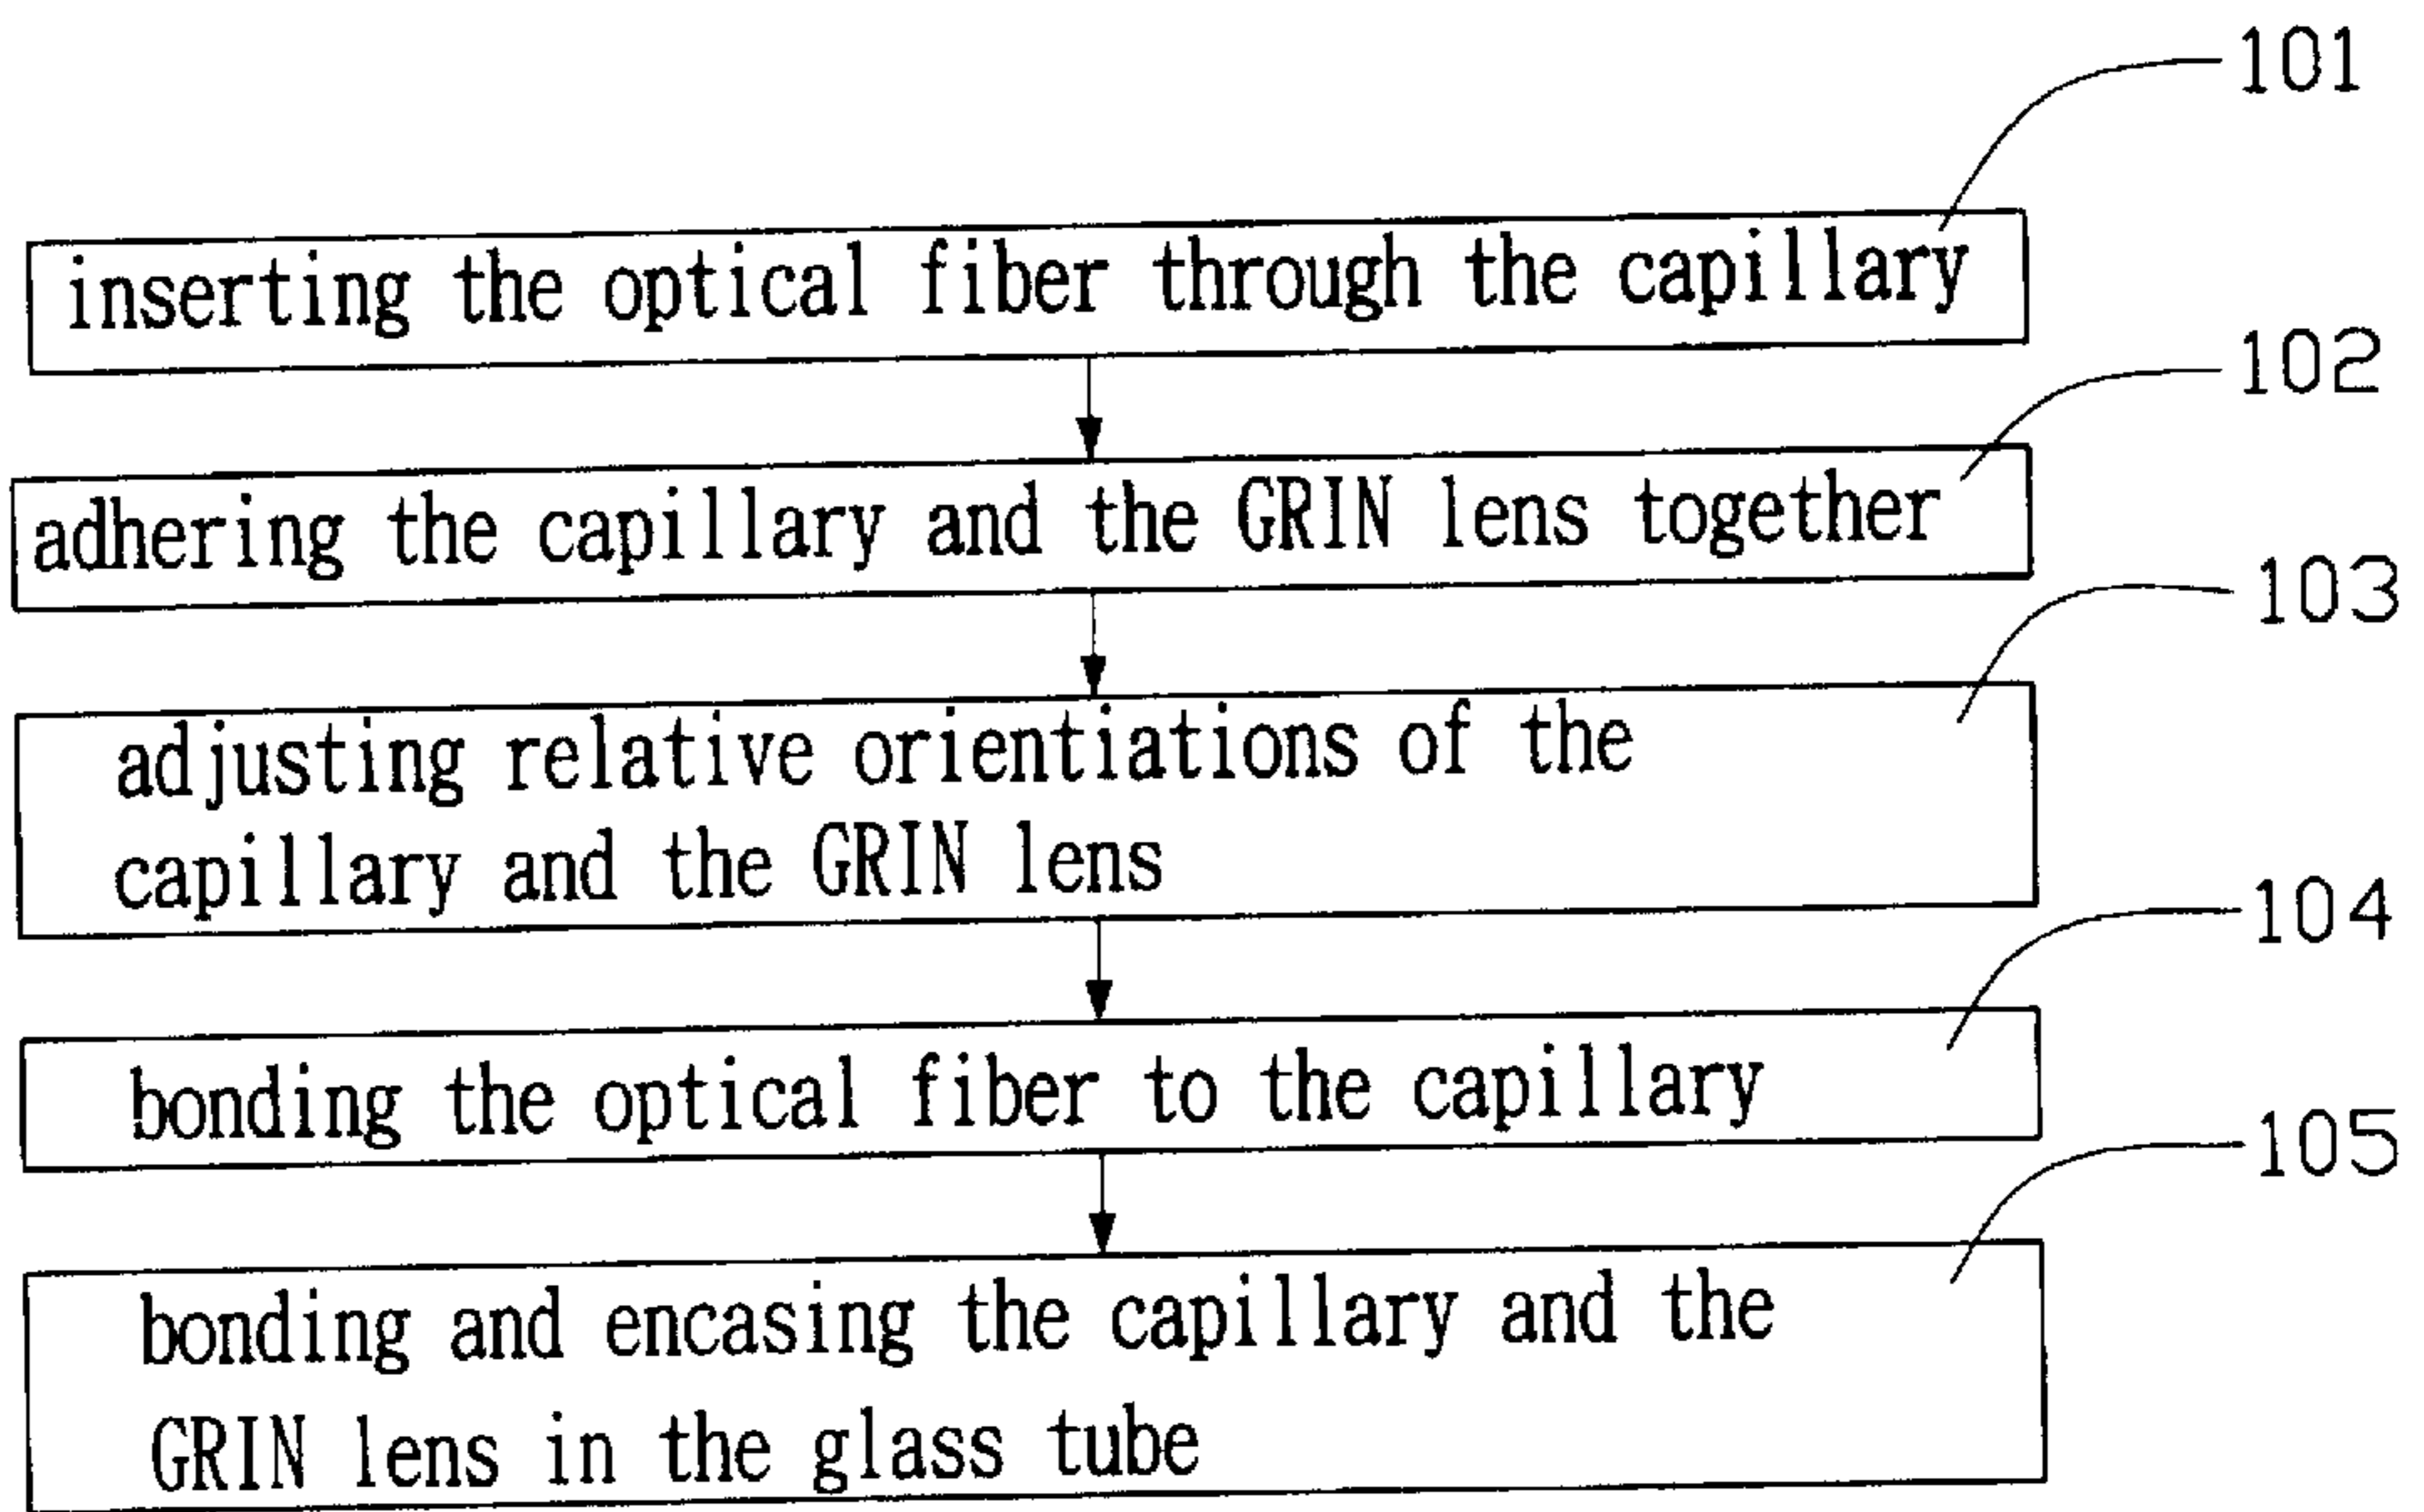 101
inserting the optical fiber through the capillary
102
adhering the capillary and the GRIN lens together
103
adjusting relative orientiations of the
capillary and the GRIN lens
104
bonding the optical fiber to the capillary
105
bonding and encasing the capillary and the
GRIN lens in the glass tube